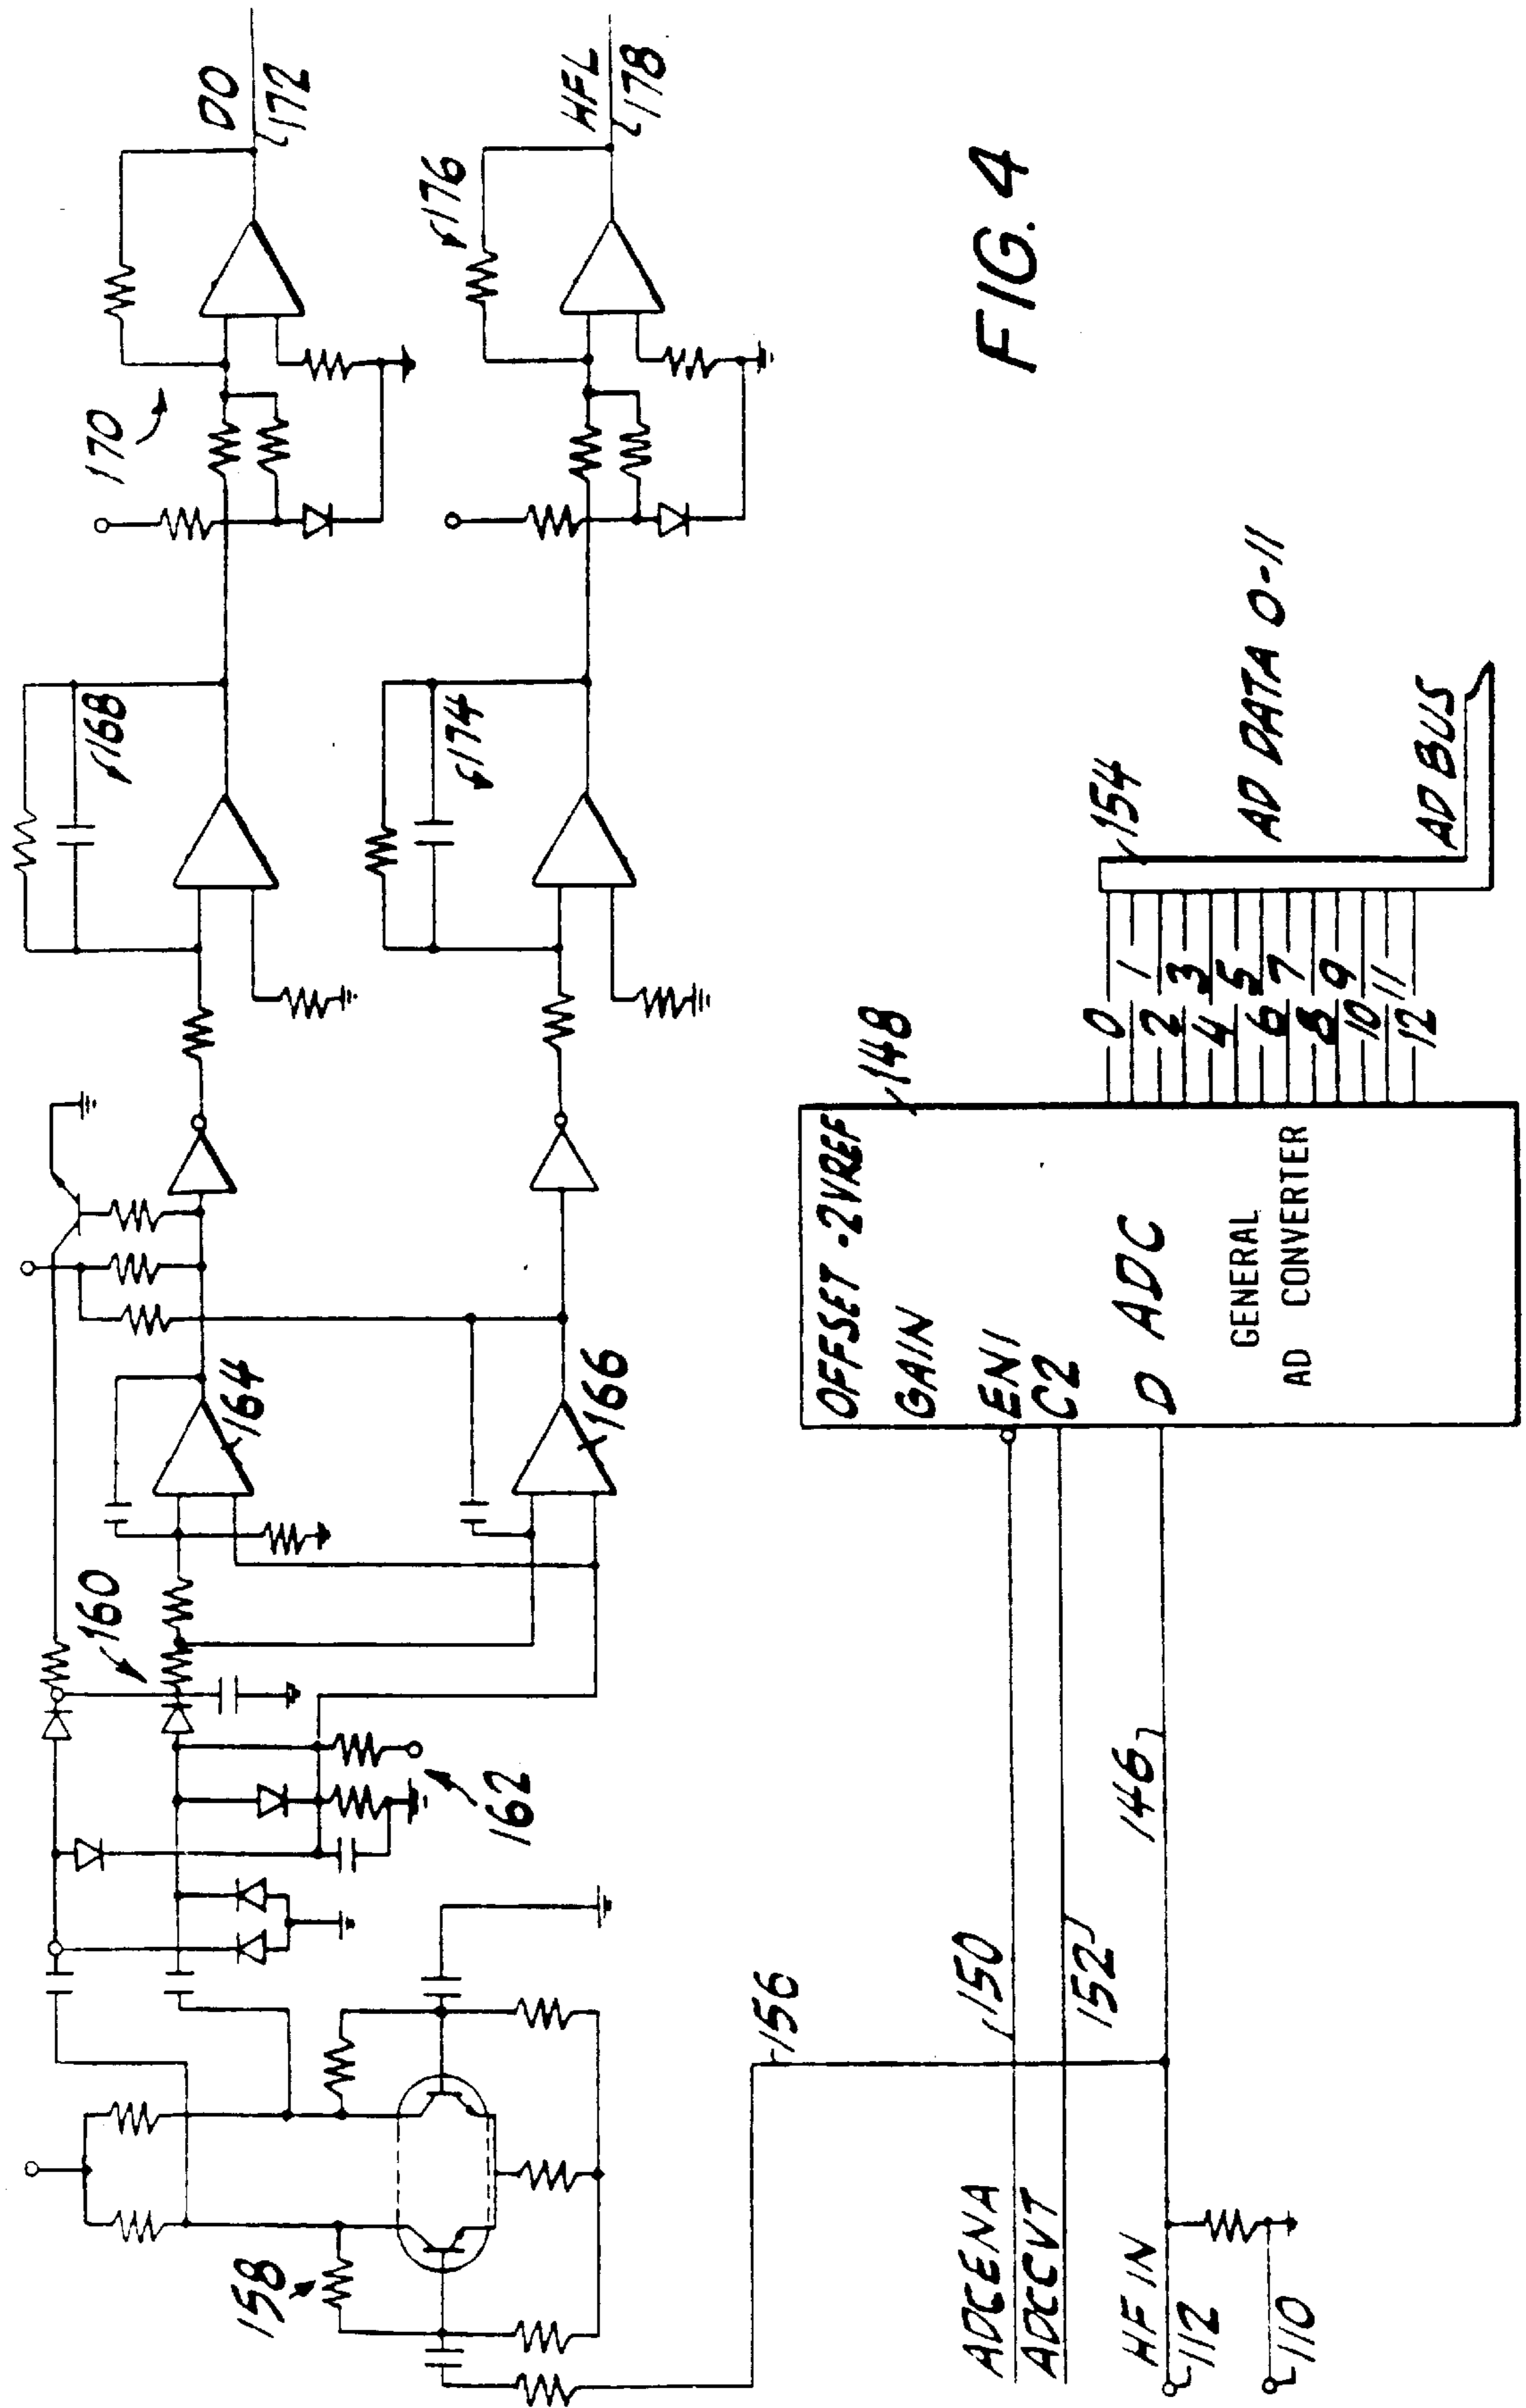 168
170
DO
172
160
164
158
162
166
174
176
HFL
178
156
OFFSET -2VREF
148
FIG. 4
GAIN
ADCENA
150
ENI
ADCCVT
152
C2
HF IN
112
146
D ADC
110
GENERAL
AD CONVERTER
154
0
1
2
3
4
5
6
7
8
9
10
11
12
AD DATA 0-11
AD BUS